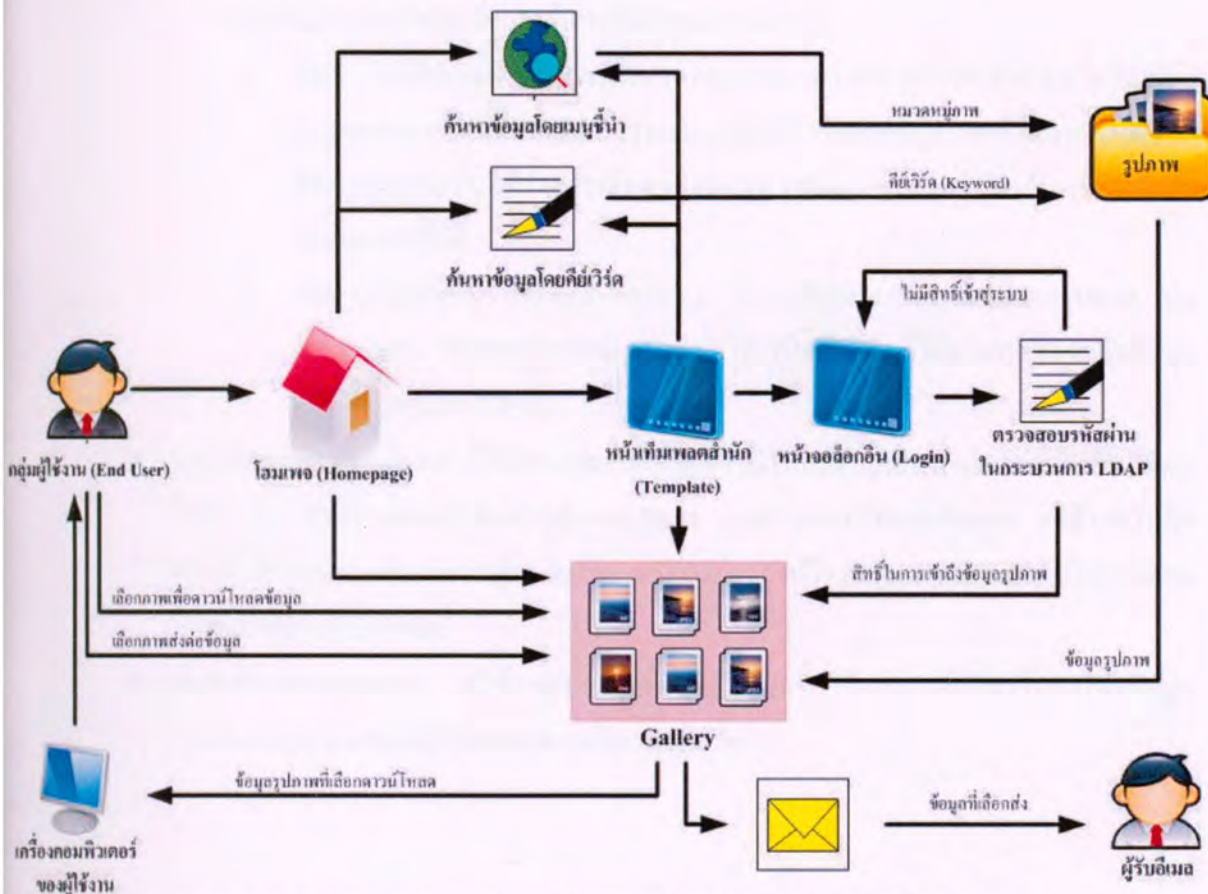 ค้นหาข้อมูลโดยเมนูชี้นำ
หมวดหมู่ภาพ
รูปภาพ
คีย์เวิร์ด (Keyword)
ค้นหาข้อมูลโดยคีย์เวิร์ด
ไม่มีสิทธิ์เข้าสู่ระบบ
กลุ่มผู้ใช้งาน (End User)
โฮมเพจ (Homepage)
หน้าเท็มเพลตสำนัก
(Template)
หน้าจอล็อกอิน (Login)
ตรวจสอบรหัสผ่าน
ในกระบวนการ LDAP
สิทธิ์ในการเข้าถึงข้อมูลรูปภาพ
เลือกภาพเพื่อดาวน์โหลดข้อมูล
เลือกภาพส่งต่อข้อมูล
ข้อมูลรูปภาพ
Gallery
ข้อมูลรูปภาพที่เลือกดาวน์โหลด
ข้อมูลที่เลือกส่ง
เครื่องคอมพิวเตอร์
ของผู้ใช้งาน
ผู้รับอีเมล